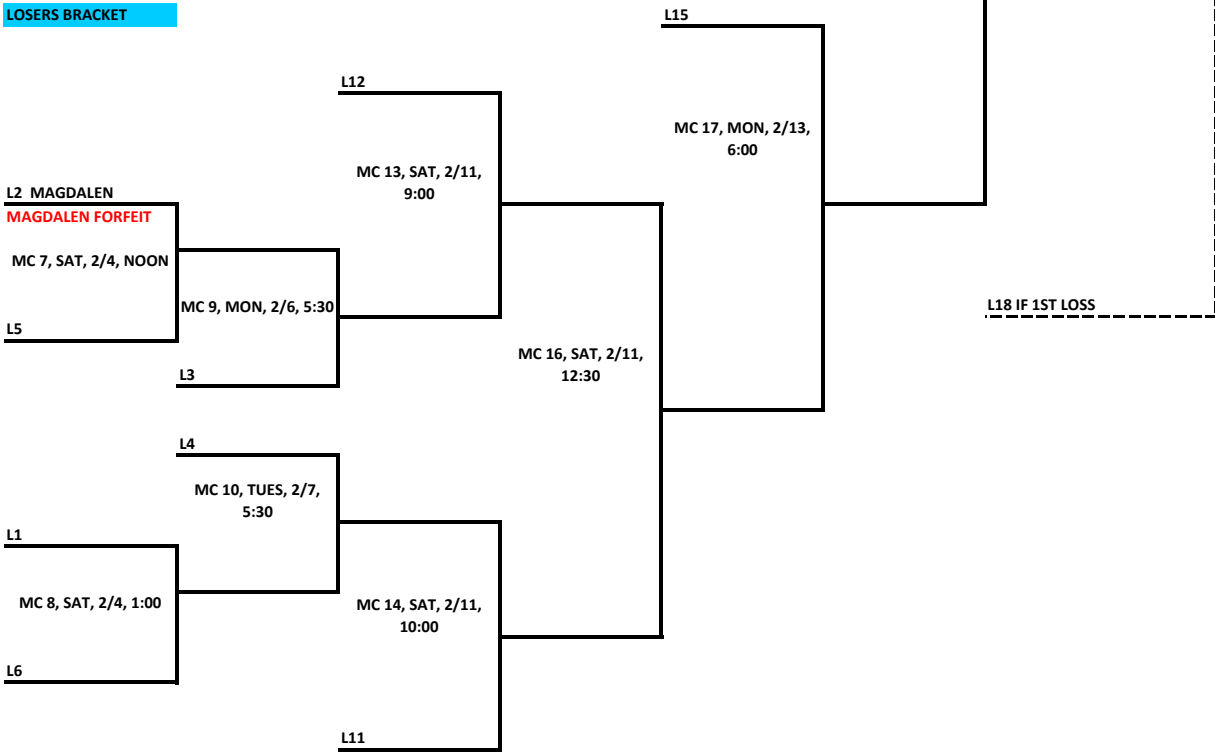 LOSERS BRACKET
L15
L12
MC 17, MON, 2/13,
6:00
MC 13, SAT, 2/11,
9:00
L2  MAGDALEN
MAGDALEN FORFEIT
MC 7, SAT, 2/4, NOON
MC 9, MON, 2/6, 5:30
L18 IF 1ST LOSS
L5
MC 16, SAT, 2/11,
12:30
L3
L4
MC 10, TUES, 2/7,
5:30
L1
MC 8, SAT, 2/4, 1:00
MC 14, SAT, 2/11,
10:00
L6
L11